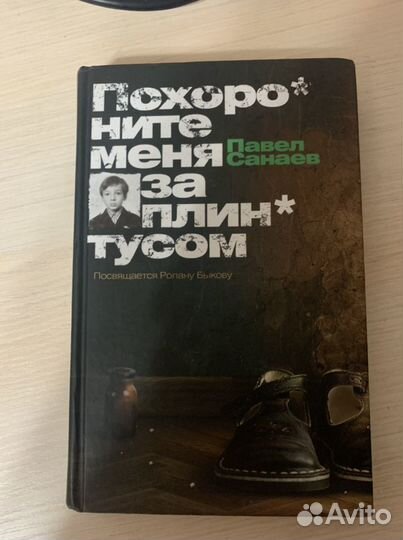 Похоро*
ните
меня
за
плин*
тусом
Павел
Санаев
Посвящается Ролану Быкову
Avito